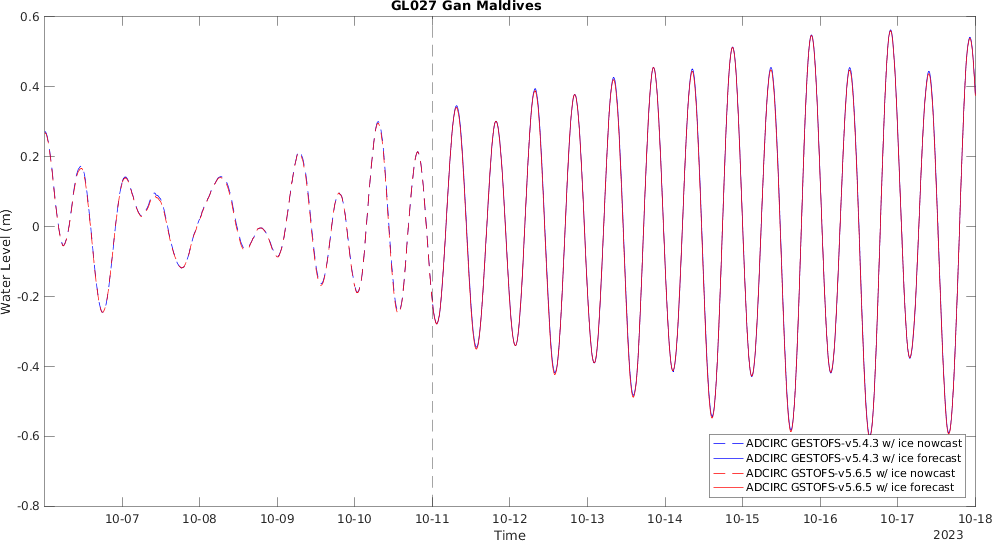 GL027 Gan Maldives
0.6
0.4
0.2
0
-0.2
-0.4
-0.6
-0.8
Water Level (m)
ADCIRC GESTOFS-v5.4.3 w/ ice nowcast
ADCIRC GESTOFS-v5.4.3 w/ ice forecast
ADCIRC GSTOFS-v5.6.5 w/ ice nowcast
ADCIRC GSTOFS-v5.6.5 w/ ice forecast
10-07 10-08 10-09 10-10 10-11 10-12 10-13 10-14 10-15 10-16 10-17 10-18
Time
2023